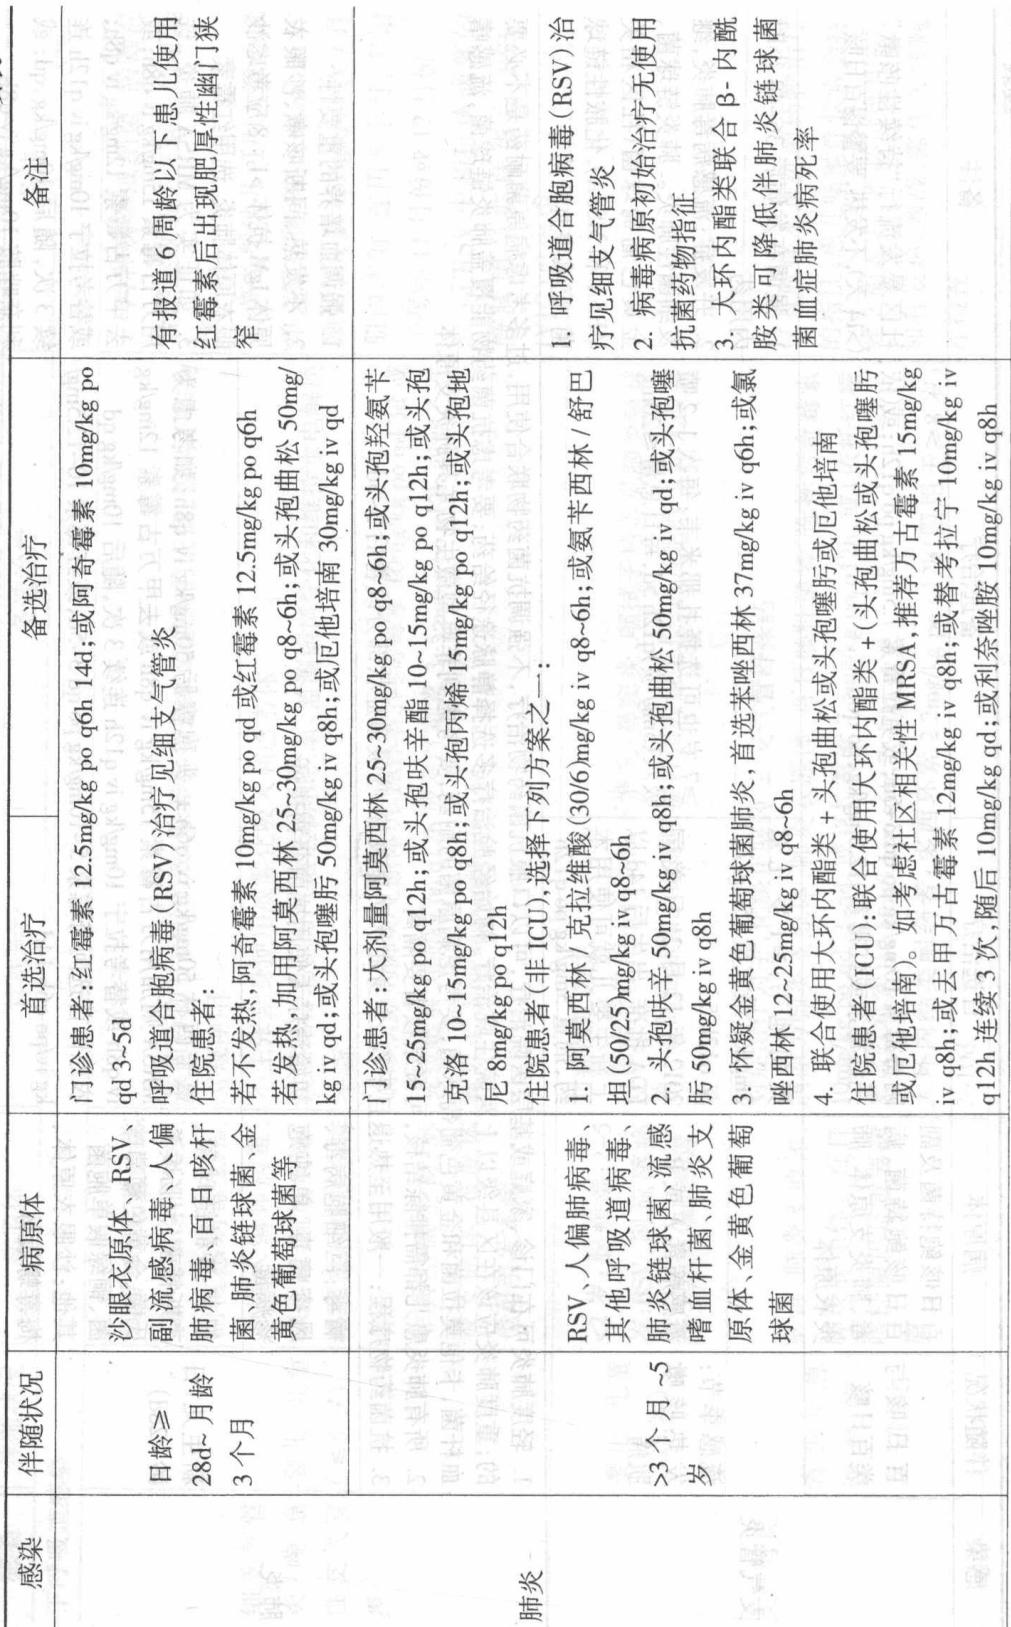 感染
伴随状况
病原体
首选治疗
备选治疗
备注
肺炎
日龄≥
28d~月龄
3个月
沙眼衣原体、RSV、
副流感病毒、人偏
肺病毒、百日咳杆
菌、肺炎链球菌、金
黄色葡萄球菌等
门诊患者:红霉素 12.5mg/kg po q6h 14d;或阿奇霉素 10mg/kg po
qd 3~5d
呼吸道合胞病毒(RSV)治疗见细支气管炎
住院患者:
若不发热,阿奇霉素 10mg/kg po qd 或红霉素 12.5mg/kg po q6h
若发热,加用阿莫西林 25~30mg/kg po q8~6h;或头孢曲松 50mg/
kg iv qd;或头孢噻肟 50mg/kg iv q8h;或厄他培南 30mg/kg iv qd
有报道6周龄以下患儿使用
红霉素后出现肥厚性幽门狭
窄
>3个月~5
岁
RSV、人偏肺病毒、
其他呼吸道病毒、
肺炎链球菌、流感
嗜血杆菌、肺炎支
原体、金黄色葡萄
球菌
门诊患者:大剂量阿莫西林 25~30mg/kg po q8~6h;或头孢羟氨苄
15~25mg/kg po q12h;或头孢呋辛酯 10~15mg/kg po q12h;或头孢
克洛 10~15mg/kg po q8h;或头孢丙烯 15mg/kg po q12h;或头孢地
尼 8mg/kg po q12h
住院患者(非 ICU),选择下列方案之一:
1. 阿莫西林/克拉维酸(30/6)mg/kg iv q8~6h;或氨苄西林/舒巴
坦(50/25)mg/kg iv q8~6h
2. 头孢呋辛 50mg/kg iv q8h;或头孢曲松 50mg/kg iv qd;或头孢噻
肟 50mg/kg iv q8h
3. 怀疑金黄色葡萄球菌肺炎,首选苯唑西林 37mg/kg iv q6h;或氯
唑西林 12~25mg/kg iv q8~6h
4. 联合使用大环内酯类+头孢曲松或头孢噻肟或厄他培南
住院患者(ICU):联合使用大环内酯类+(头孢曲松或头孢噻肟
或厄他培南)。如考虑社区相关性 MRSA,推荐万古霉素 15mg/kg
iv q8h;或去甲万古霉素 12mg/kg iv q8h;或替考拉宁 10mg/kg iv
q12h 连续3次,随后 10mg/kg qd;或利奈唑胺 10mg/kg iv q8h
1. 呼吸道合胞病毒(RSV)治
疗见细支气管炎
2. 病毒病原初始治疗无使用
抗菌药物指征
3. 大环内酯类联合β-内酰
胺类可降低伴肺炎链球菌
菌血症肺炎病死率